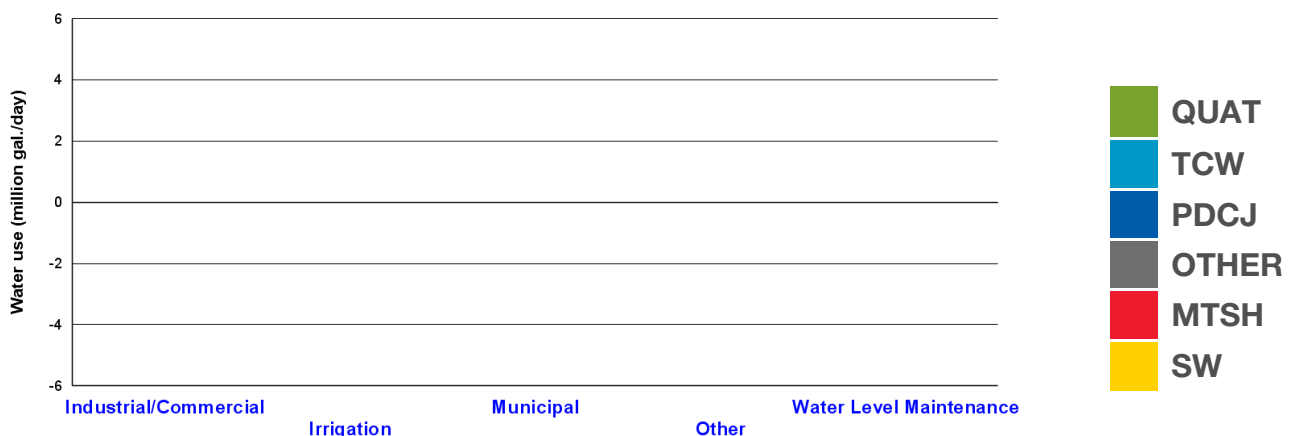 Water use (million gal./day)
6
4
2
0
-2
-4
-6
Industrial/Commercial
Irrigation
Municipal
Other
Water Level Maintenance
QUAT
TCW
PDCJ
OTHER
MTSH
SW